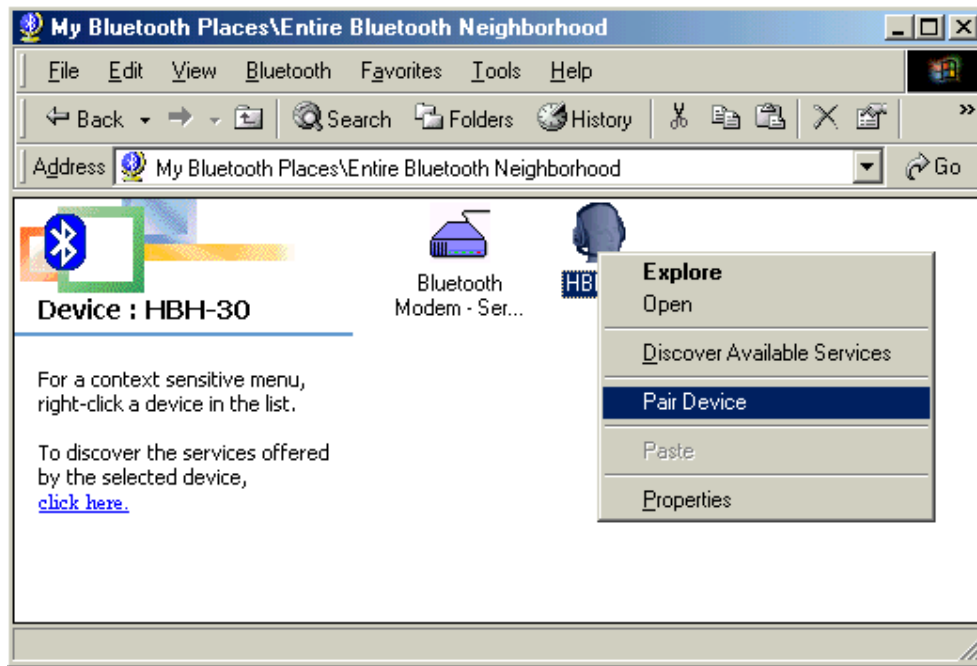 My Bluetooth Places\Entire Bluetooth Neighborhood
File Edit View Bluetooth Favorites Tools Help
Back Search Folders History »
Address My Bluetooth Places\Entire Bluetooth Neighborhood Go
Device : HBH-30
For a context sensitive menu,
right-click a device in the list.
To discover the services offered
by the selected device,
click here.
Bluetooth
Modem - Ser...
Explore
Open
Discover Available Services
Pair Device
Paste
Properties